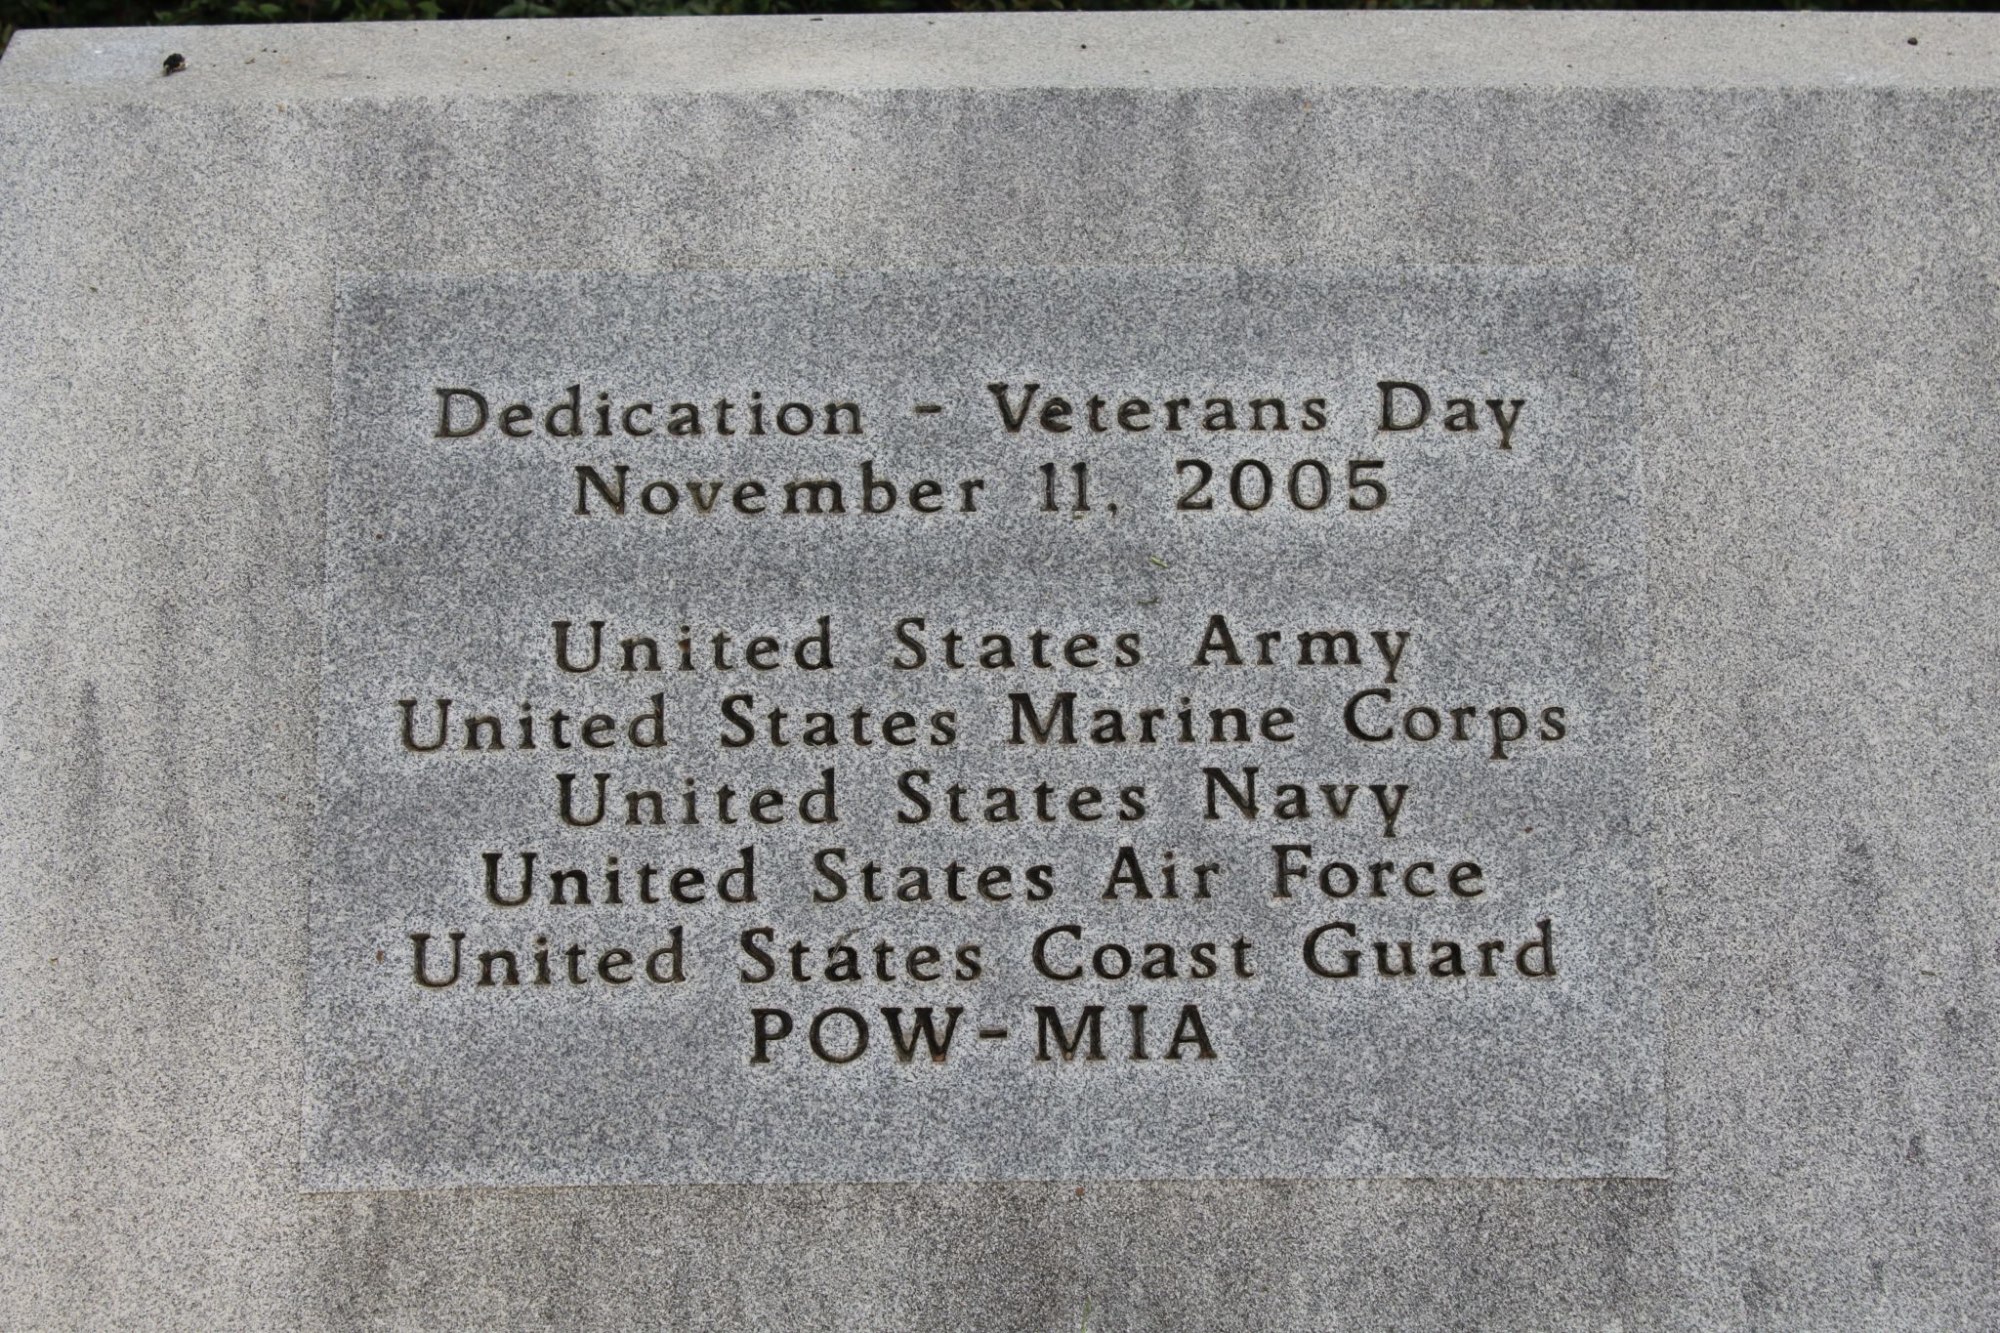 Dedication - Veterans Day
November 11, 2005
United States Army
United States Marine Corps
United States Navy
United States Air Force
United States Coast Guard
POW-MIA